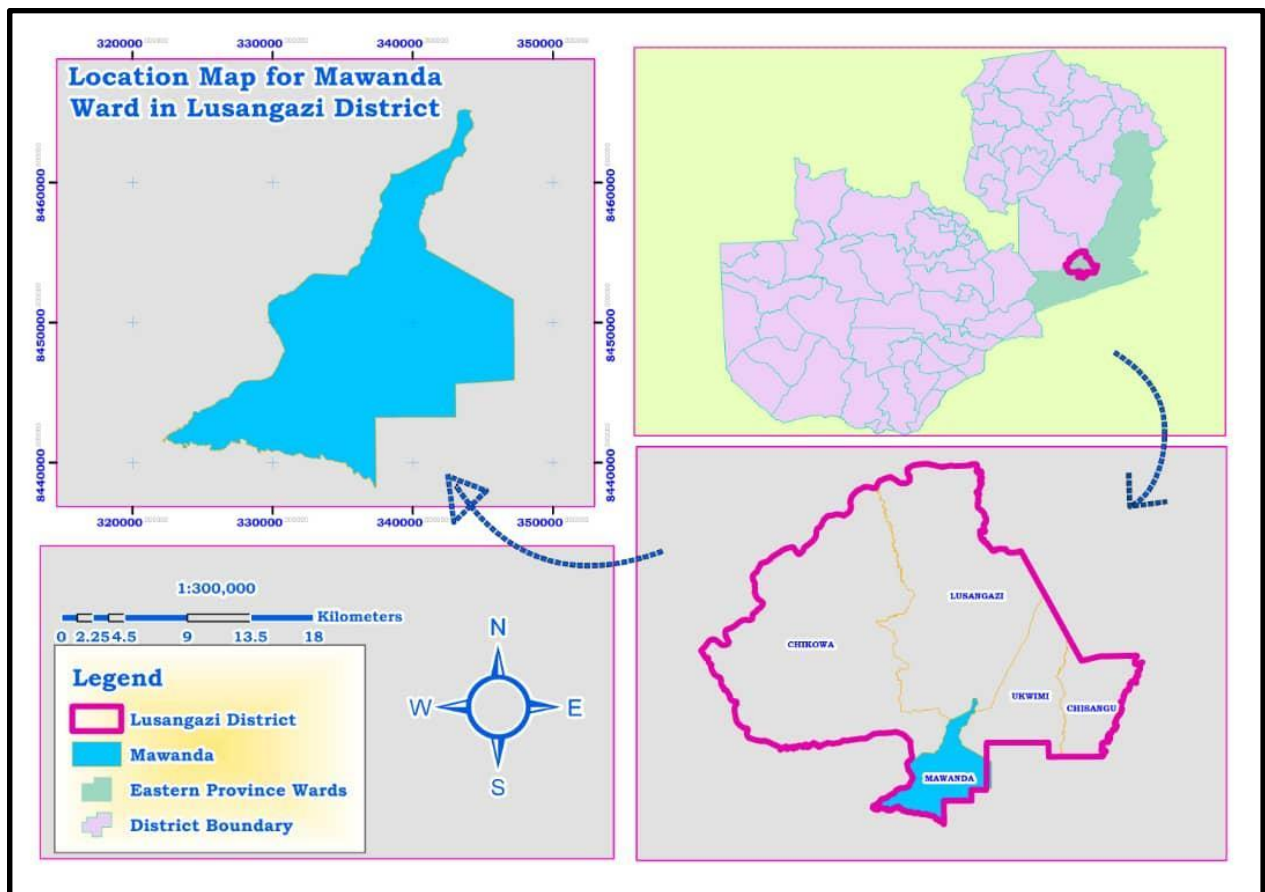 320000
330000
340000
350000
Location Map for Mawanda
Ward in Lusangazi District
8460000
8460000
8450000
8450000
8440000
8440000
320000
330000
340000
350000
LUSANGAZI
CHIKOWA
UKWIMI
CHISANGU
MAWANDA
1:300,000
Kilometers
0 2.25 4.5 9 13.5 18
Legend
Lusangazi District
Mawanda
Eastern Province Wards
District Boundary
N
W
E
S